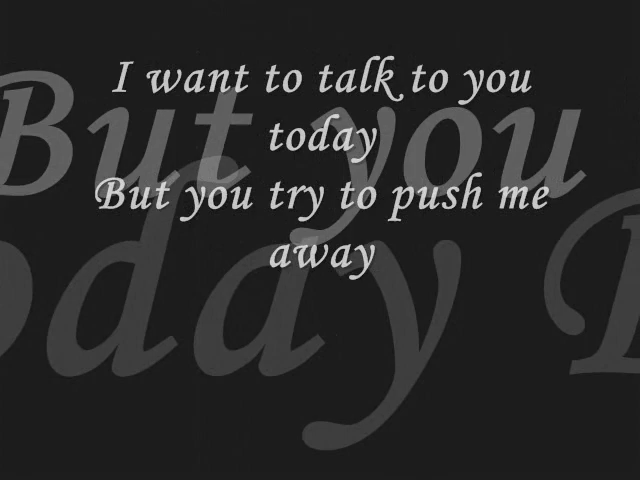 I want to talk to you
today
But you try to push me
away
But you
oday B